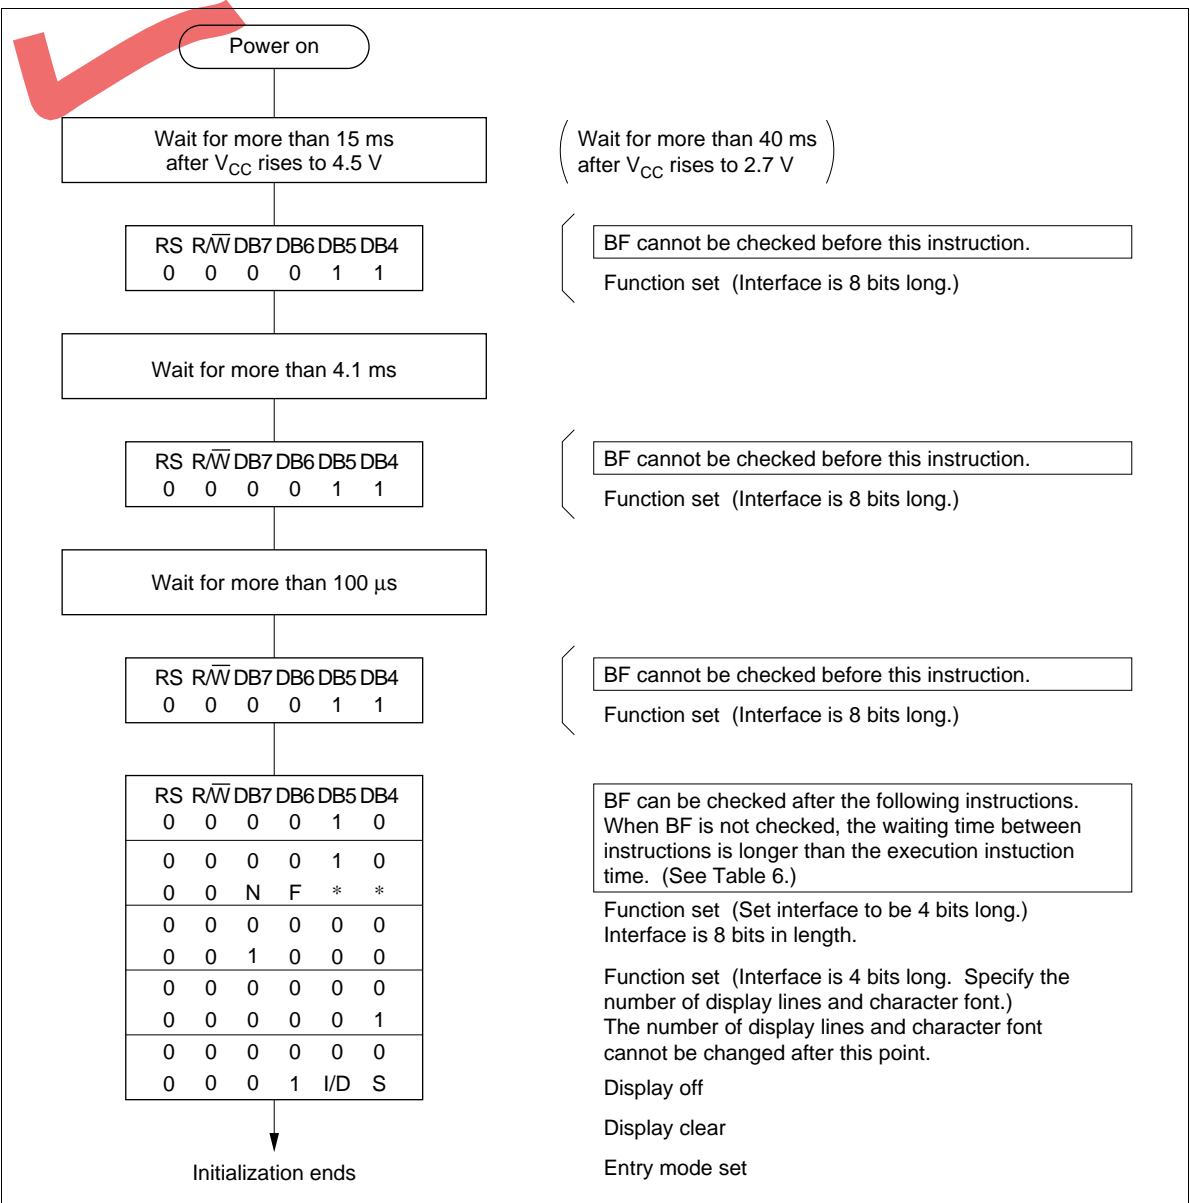 Power on
Wait for more than 15 ms
after VCC rises to 4.5 V
Wait for more than 40 ms
after VCC rises to 2.7 V
RS R/W̅ DB7 DB6 DB5 DB4
0 0 0 0 1 1
BF cannot be checked before this instruction.
Function set (Interface is 8 bits long.)
Wait for more than 4.1 ms
RS R/W̅ DB7 DB6 DB5 DB4
0 0 0 0 1 1
BF cannot be checked before this instruction.
Function set (Interface is 8 bits long.)
Wait for more than 100 μs
RS R/W̅ DB7 DB6 DB5 DB4
0 0 0 0 1 1
BF cannot be checked before this instruction.
Function set (Interface is 8 bits long.)
RS R/W̅ DB7 DB6 DB5 DB4
0 0 0 0 1 0
0 0 0 0 1 0
0 0 N F * *
0 0 0 0 0 0
0 0 1 0 0 0
0 0 0 0 0 0
0 0 0 0 0 1
0 0 0 0 0 0
0 0 0 1 I/D S
BF can be checked after the following instructions.
When BF is not checked, the waiting time between
instructions is longer than the execution instuction
time. (See Table 6.)
Function set (Set interface to be 4 bits long.)
Interface is 8 bits in length.
Function set (Interface is 4 bits long. Specify the
number of display lines and character font.)
The number of display lines and character font
cannot be changed after this point.
Display off
Display clear
Entry mode set
Initialization ends